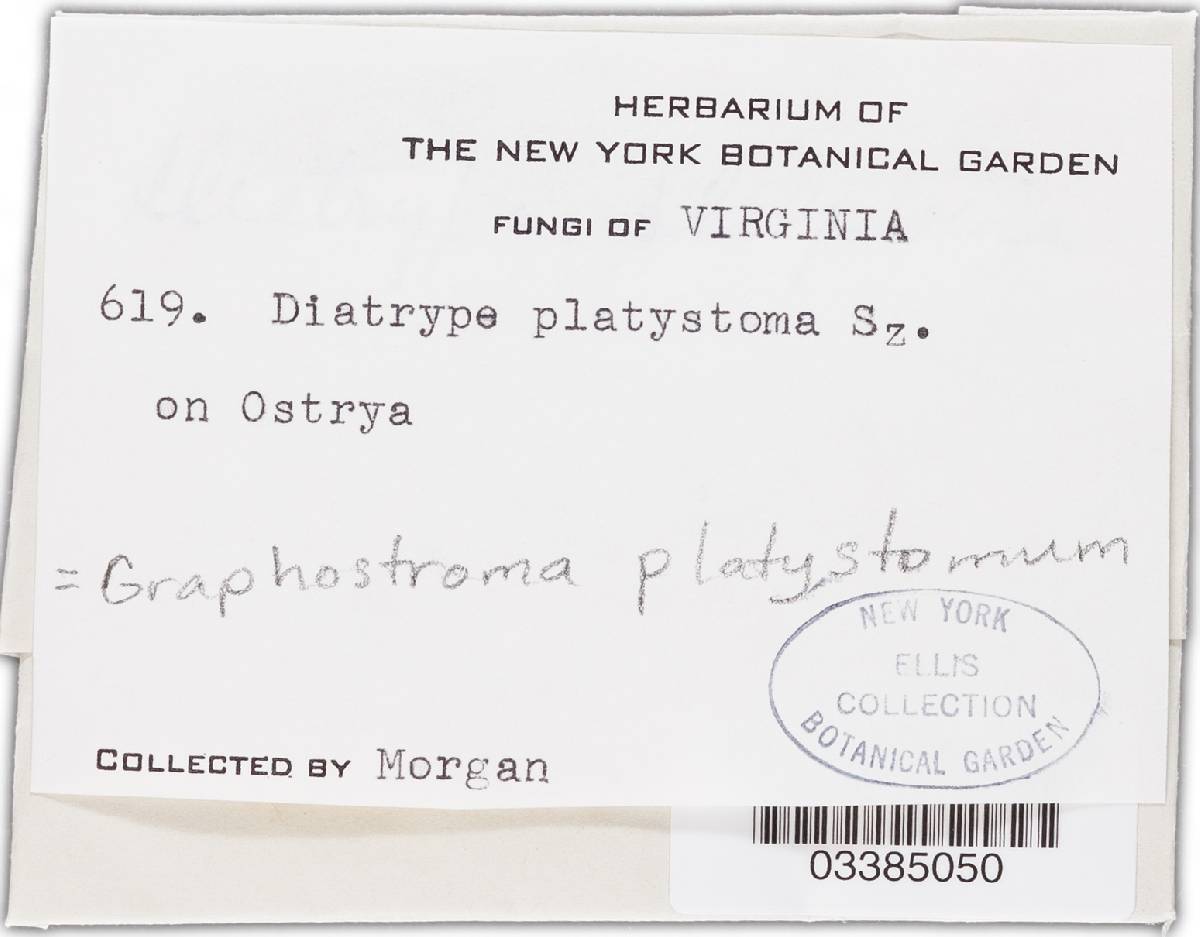 HERBARIUM OF
THE NEW YORK BOTANICAL GARDEN
FUNGI OF VIRGINIA
619. Diatrype platystoma Sz.
on Ostrya
= Graphostroma platystomum
NEW YORK
ELLIS
COLLECTION
BOTANICAL GARDEN
COLLECTED BY Morgan
03385050